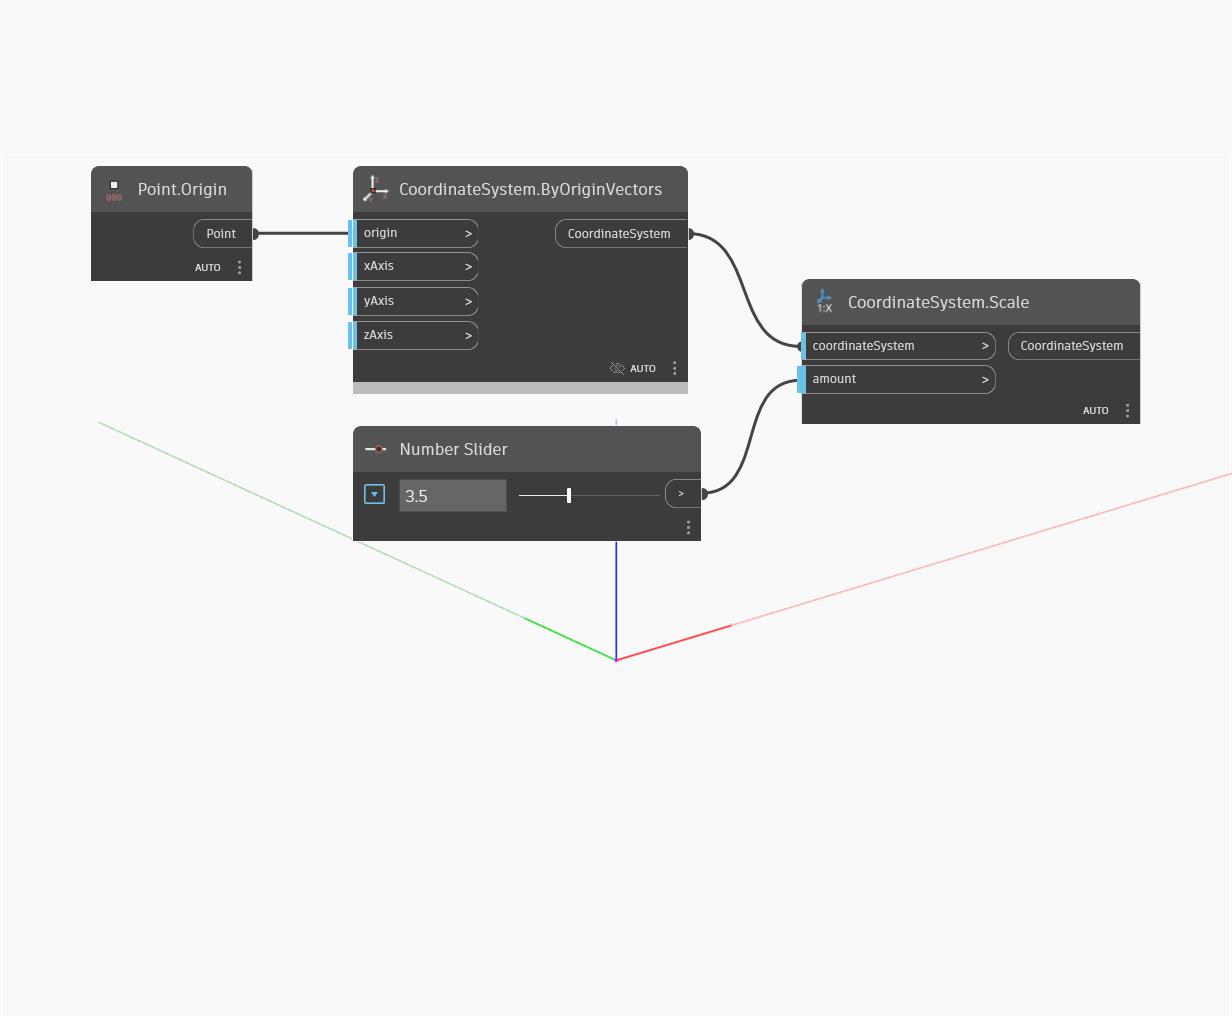 Point.Origin
000
Point
AUTO
CoordinateSystem.ByOriginVectors
origin >
CoordinateSystem
xAxis >
yAxis >
zAxis >
AUTO
CoordinateSystem.Scale
1:X
coordinateSystem >
CoordinateSystem
amount >
AUTO
Number Slider
3.5
>